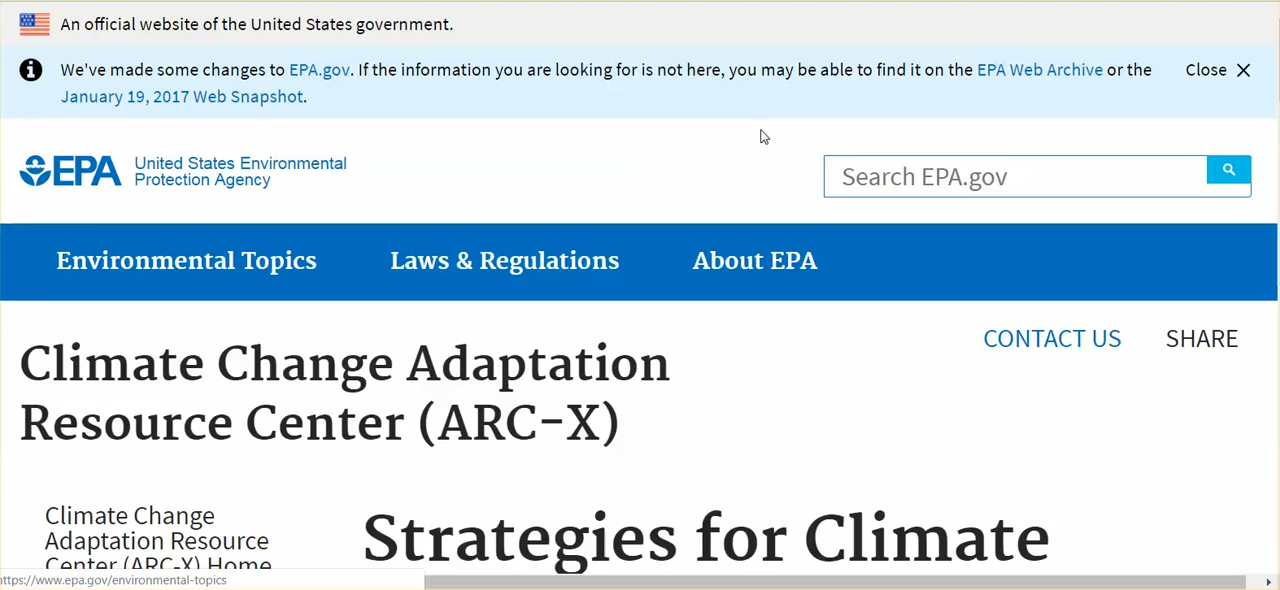 An official website of the United States government.
We've made some changes to EPA.gov. If the information you are looking for is not here, you may be able to find it on the EPA Web Archive or the
January 19, 2017 Web Snapshot.
Close
EPA
United States Environmental
Protection Agency
Search EPA.gov
Environmental Topics
Laws & Regulations
About EPA
CONTACT US
SHARE
Climate Change Adaptation
Resource Center (ARC-X)
Climate Change
Adaptation Resource
Center (ARC-X) Home
Strategies for Climate
https://www.epa.gov/environmental-topics